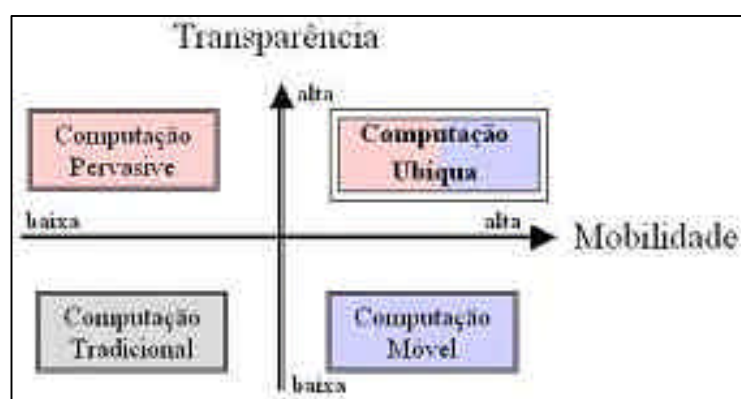 Transparência
alta
Computação
Pervasive
Computação
Ubíqua
baixa
alta
Mobilidade
Computação
Tradicional
Computação
Móvel
baixa